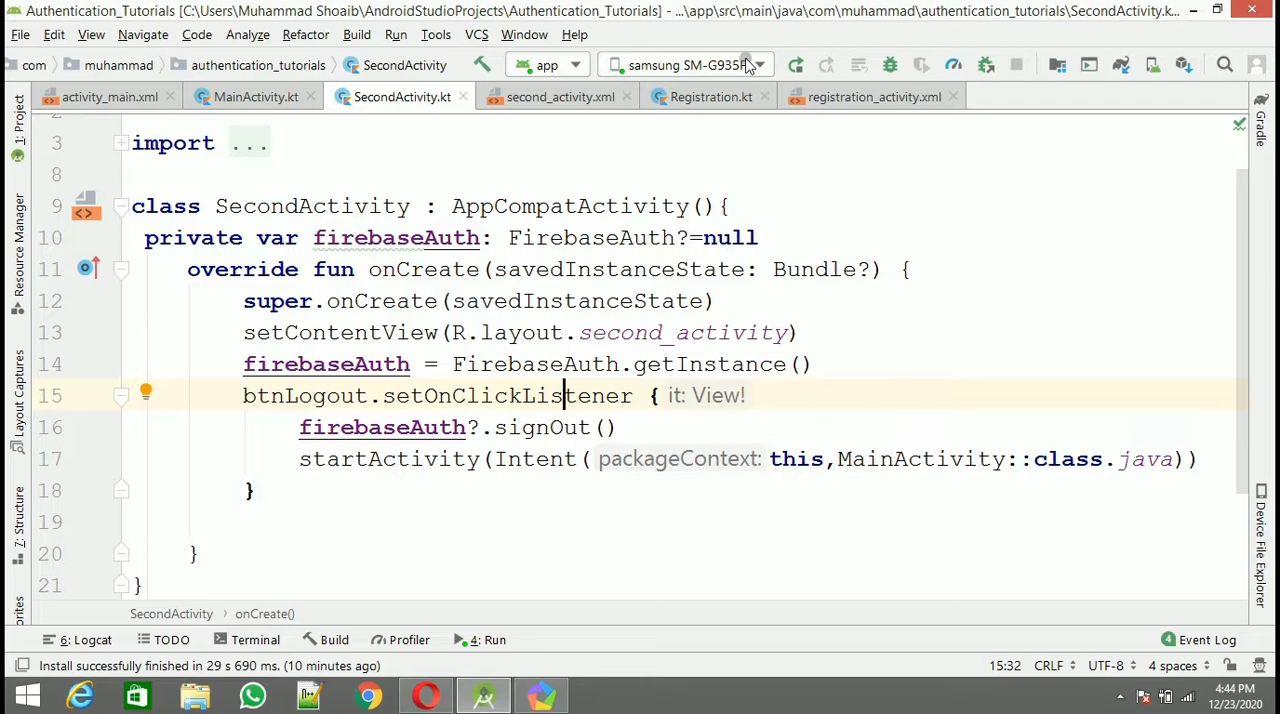 Authentication_Tutorials [C:\Users\Muhammad Shoaib\AndroidStudioProjects\Authentication_Tutorials] - ...\app\src\main\java\com\muhammad\authentication_tutorials\SecondActivity.k...
File Edit View Navigate Code Analyze Refactor Build Run Tools VCS Window Help
com muhammad authentication_tutorials SecondActivity app samsung SM-G935F
activity_main.xml MainActivity.kt SecondActivity.kt second_activity.xml Registration.kt registration_activity.xml
1: Project
Resource Manager
Layout Captures
7: Structure
orites
2
3 import ...
8
9 class SecondActivity : AppCompatActivity(){
10 private var firebaseAuth: FirebaseAuth?=null
11 override fun onCreate(savedInstanceState: Bundle?) {
12 super.onCreate(savedInstanceState)
13 setContentView(R.layout.second_activity)
14 firebaseAuth = FirebaseAuth.getInstance()
15 btnLogout.setOnClickListener { it: View!
16 firebaseAuth?.signOut()
17 startActivity(Intent( packageContext: this,MainActivity::class.java))
18 }
19
20 }
21 }
Gradle
Device File Explorer
SecondActivity onCreate()
6: Logcat TODO Terminal Build Profiler 4: Run 4 Event Log
Install successfully finished in 29 s 690 ms. (10 minutes ago) 15:32 CRLF UTF-8 4 spaces
4:44 PM
12/23/2020